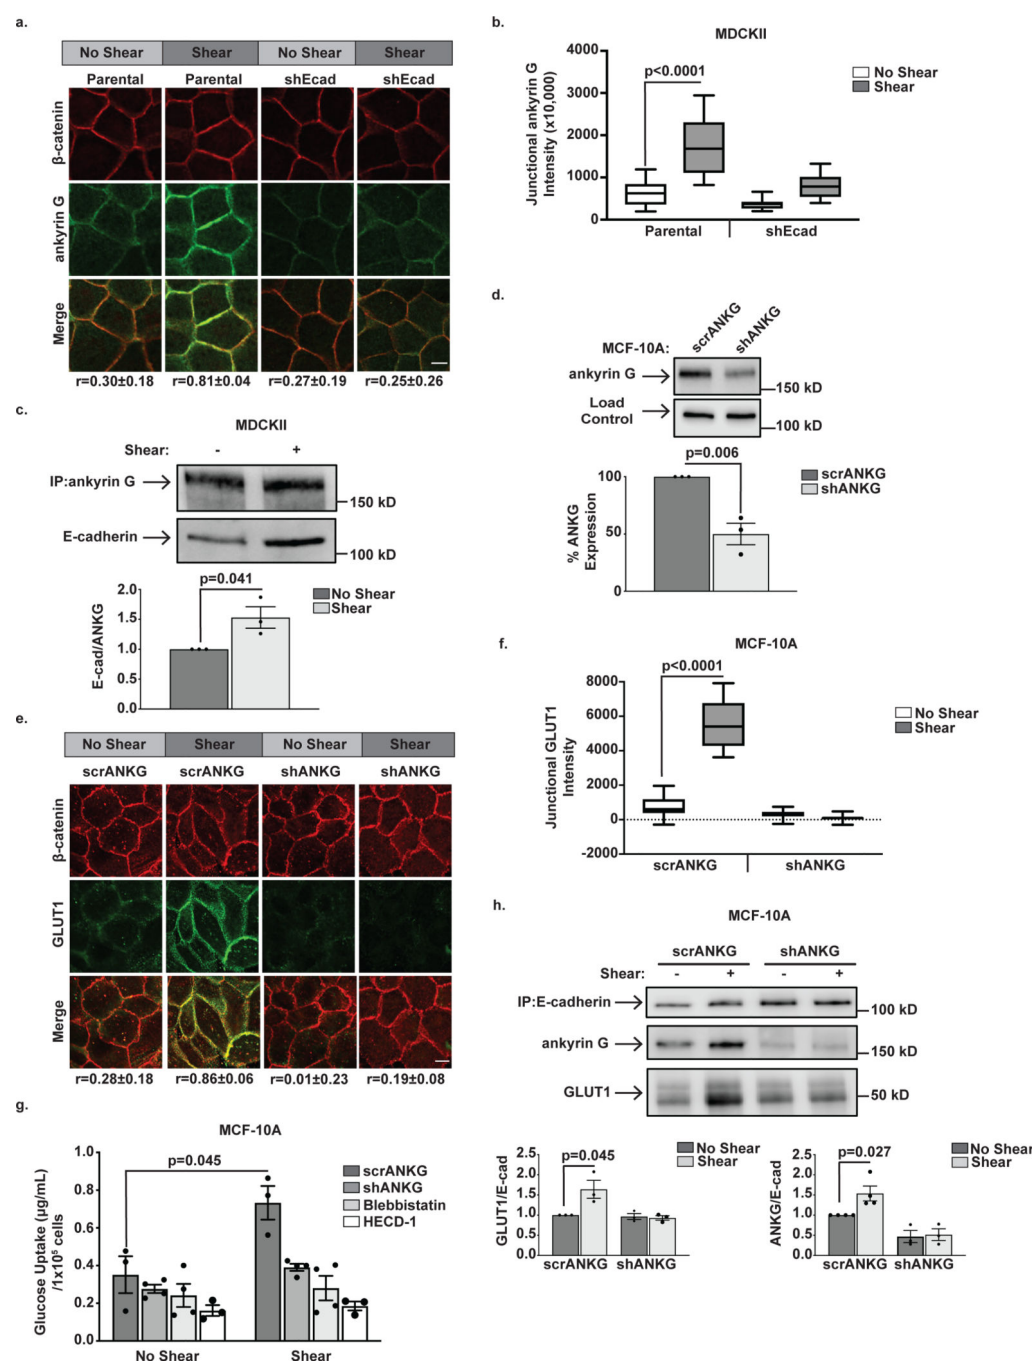 a.
No Shear Shear No Shear Shear
Parental Parental shEcad shEcad
β-catenin
ankyrin G
Merge
r=0.30±0.18 r=0.81±0.04 r=0.27±0.19 r=0.25±0.26
b.
MDCKII
Junctional ankyrin G
Intensity (x10,000)
4000
3000
2000
1000
0
p<0.0001
No Shear
Shear
Parental shEcad
c.
MDCKII
Shear: - +
IP:ankyrin G
150 kD
E-cadherin
100 kD
E-cad/ANKG
2.0
1.5
1.0
0.5
0.0
p=0.041
No Shear
Shear
d.
MCF-10A: scrANKG shANKG
ankyrin G
150 kD
Load
Control
100 kD
% ANKG
Expression
100
50
0
p=0.006
scrANKG
shANKG
e.
No Shear Shear No Shear Shear
scrANKG scrANKG shANKG shANKG
β-catenin
GLUT1
Merge
r=0.28±0.18 r=0.86±0.06 r=0.01±0.23 r=0.19±0.08
f.
MCF-10A
Junctional GLUT1
Intensity
8000
6000
4000
2000
0
-2000
p<0.0001
No Shear
Shear
scrANKG shANKG
g.
MCF-10A
Glucose Uptake (µg/mL)
/1x10⁵ cells
1.0
0.8
0.6
0.4
0.2
0.0
p=0.045
scrANKG
shANKG
Blebbistatin
HECD-1
No Shear Shear
h.
MCF-10A
scrANKG shANKG
Shear: - + - +
IP:E-cadherin
100 kD
ankyrin G
150 kD
GLUT1
50 kD
GLUT1/E-cad
2.5
2.0
1.5
1.0
0.5
0.0
p=0.045
No Shear
Shear
scrANKG shANKG
ANKG/E-cad
2.5
2.0
1.5
1.0
0.5
0.0
p=0.027
No Shear
Shear
scrANKG shANKG